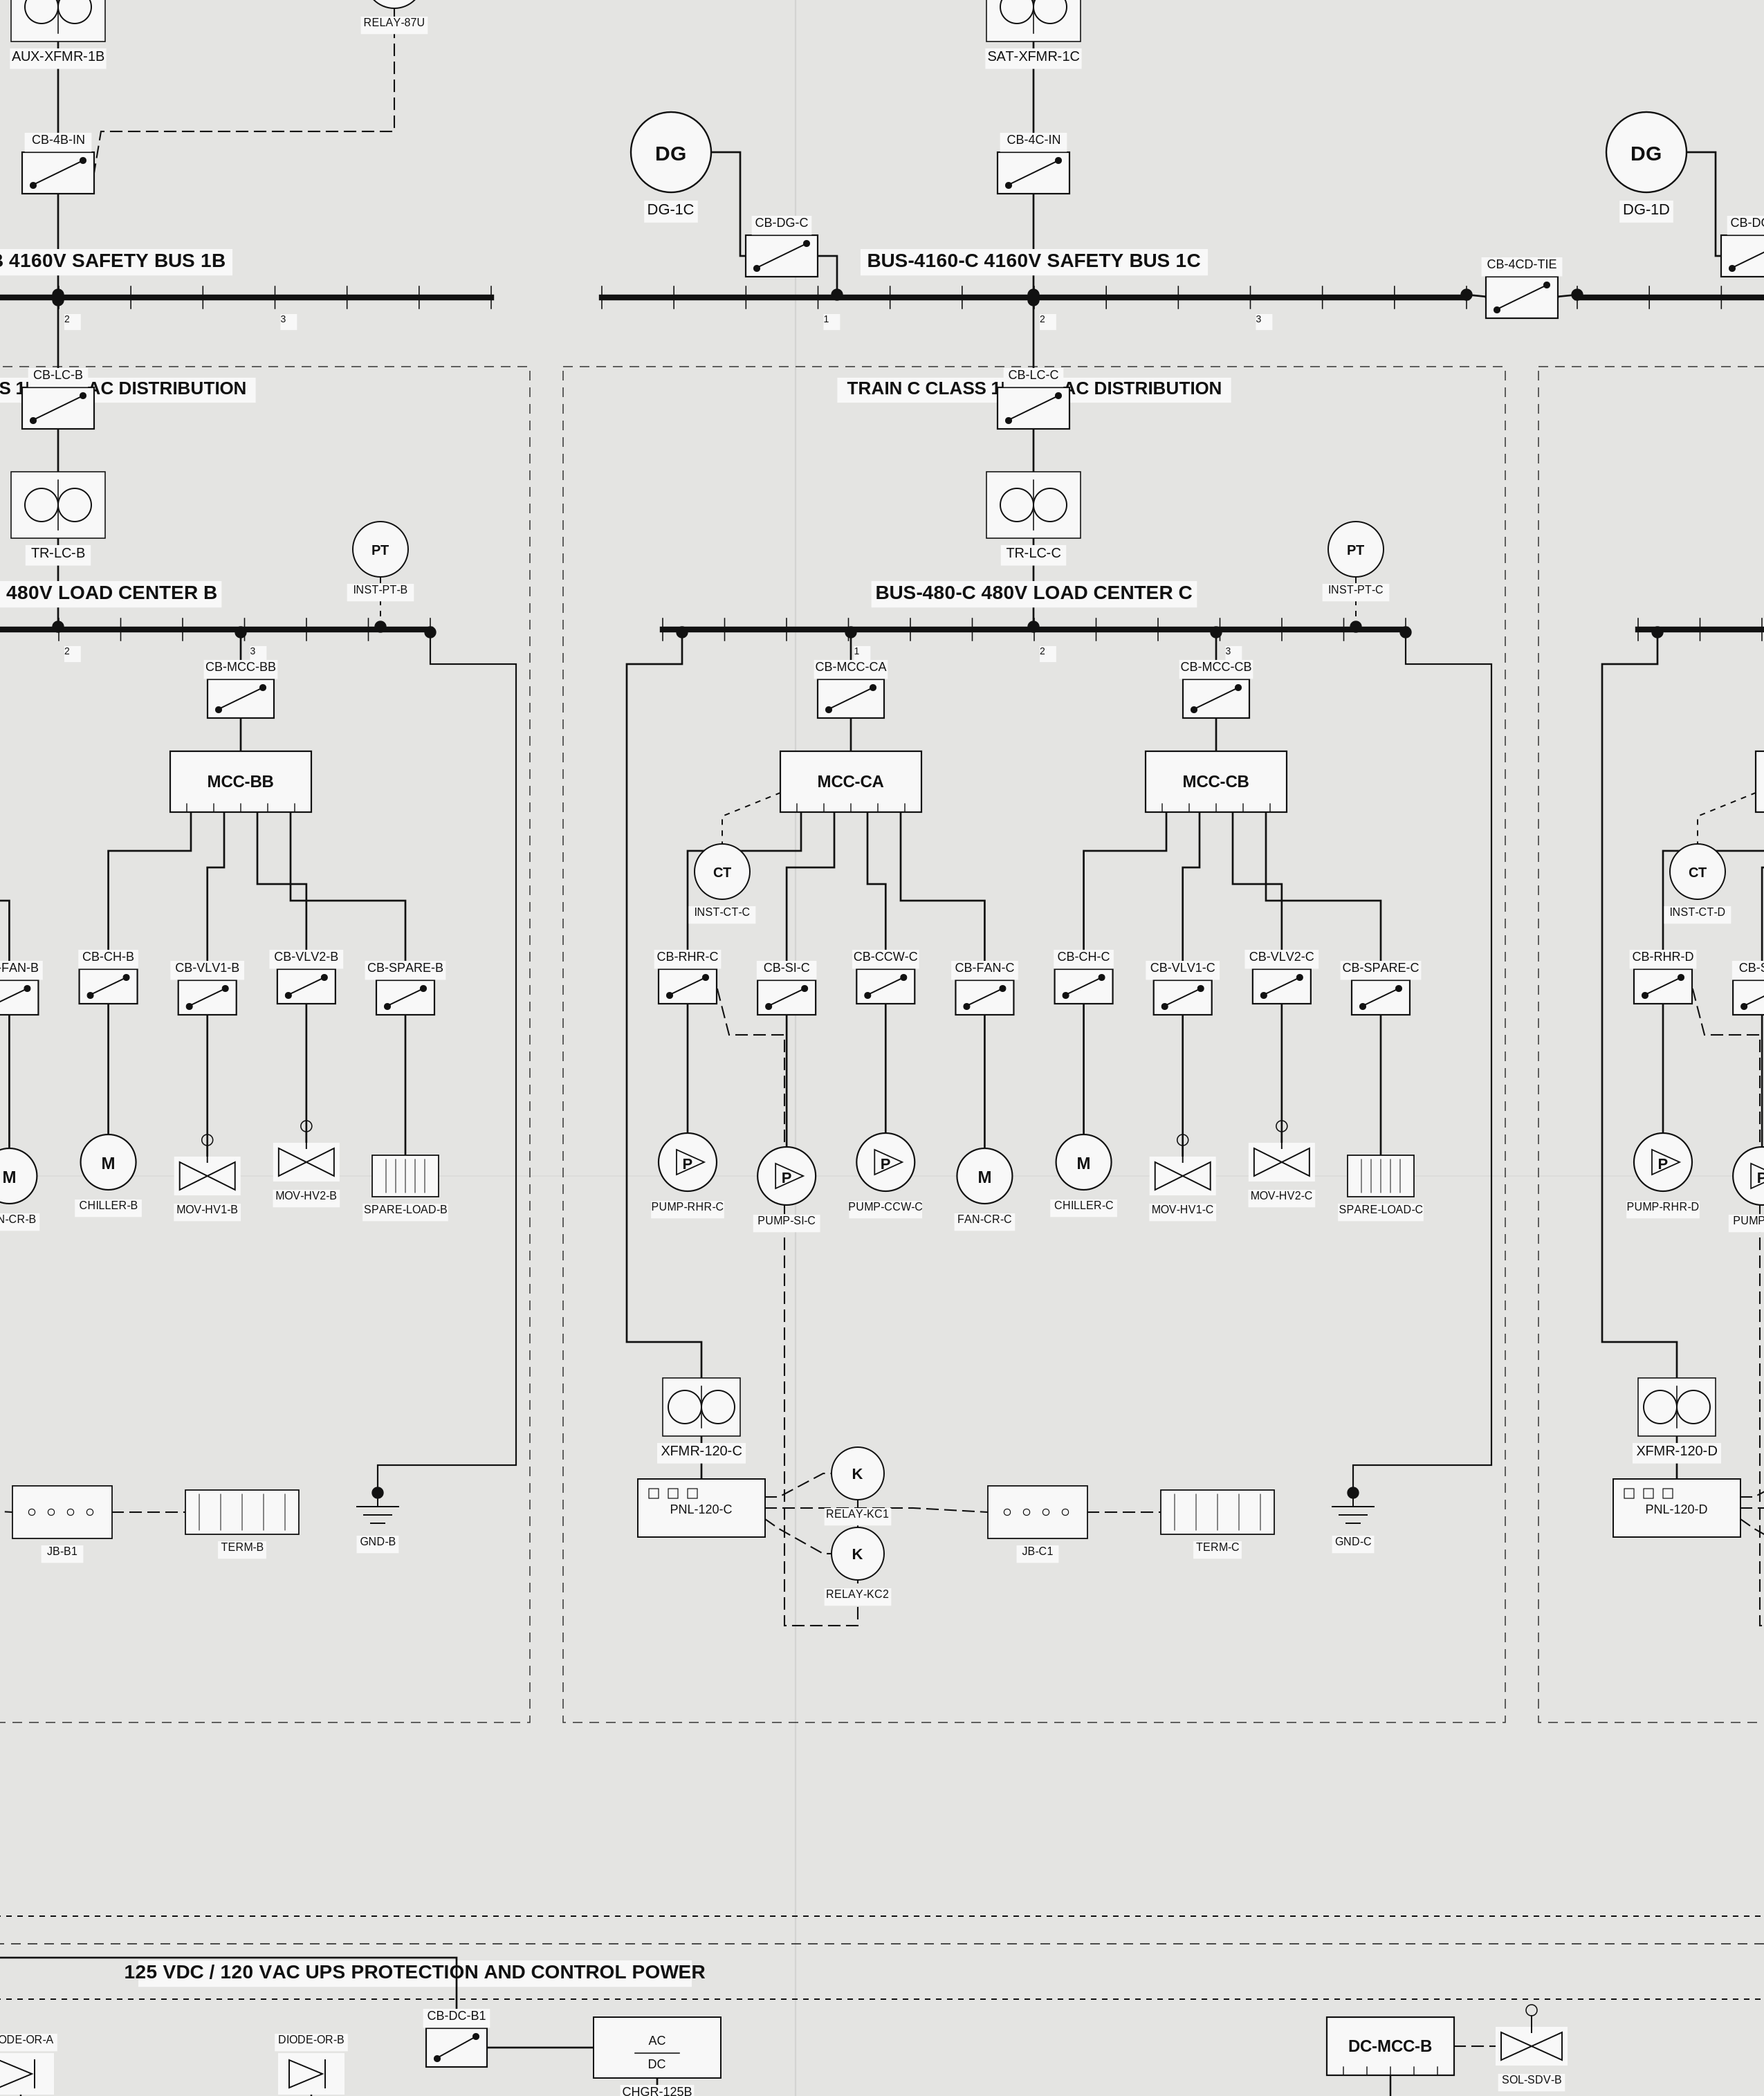 RELAY-87U
AUX-XFMR-1B
SAT-XFMR-1C
CB-4B-IN
CB-4C-IN
DG
DG
DG-1C
DG-1D
CB-DG-C
4160V SAFETY BUS 1B
BUS-4160-C 4160V SAFETY BUS 1C
CB-4CD-TIE
2
3
1
2
3
CB-LC-B
CB-LC-C
AC DISTRIBUTION
TRAIN C CLASS AC DISTRIBUTION
TR-LC-B
PT
TR-LC-C
PT
480V LOAD CENTER B
INST-PT-B
BUS-480-C 480V LOAD CENTER C
INST-PT-C
2
3
1
2
3
CB-MCC-BB
CB-MCC-CA
CB-MCC-CB
MCC-BB
MCC-CA
MCC-CB
CT
CT
INST-CT-C
INST-CT-D
CB-CH-B
CB-VLV2-B
CB-RHR-C
CB-CCW-C
CB-CH-C
CB-VLV2-C
CB-RHR-D
-FAN-B
CB-VLV1-B
CB-SPARE-B
CB-SI-C
CB-FAN-C
CB-VLV1-C
CB-SPARE-C
M
M
P
P
P
M
M
P
CHILLER-B
MOV-HV2-B
PUMP-RHR-C
PUMP-CCW-C
CHILLER-C
MOV-HV2-C
PUMP-RHR-D
N-CR-B
MOV-HV1-B
SPARE-LOAD-B
PUMP-SI-C
FAN-CR-C
MOV-HV1-C
SPARE-LOAD-C
PUMP
XFMR-120-C
XFMR-120-D
K
PNL-120-C
RELAY-KC1
PNL-120-D
K
JB-B1
TERM-B
GND-B
JB-C1
TERM-C
GND-C
RELAY-KC2
125 VDC / 120 VAC UPS PROTECTION AND CONTROL POWER
CB-DC-B1
ODE-OR-A
DIODE-OR-B
AC
DC
DC-MCC-B
SOL-SDV-B
CHGR-125B